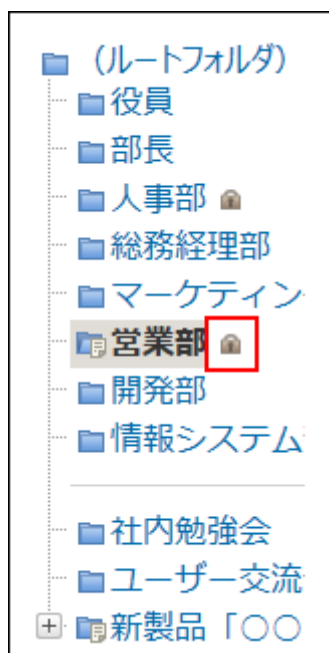 (ルートフォルダ)
役員
部長
人事部
総務経理部
マーケティン
営業部
開発部
情報システム
社内勉強会
ユーザー交流
新製品「○○